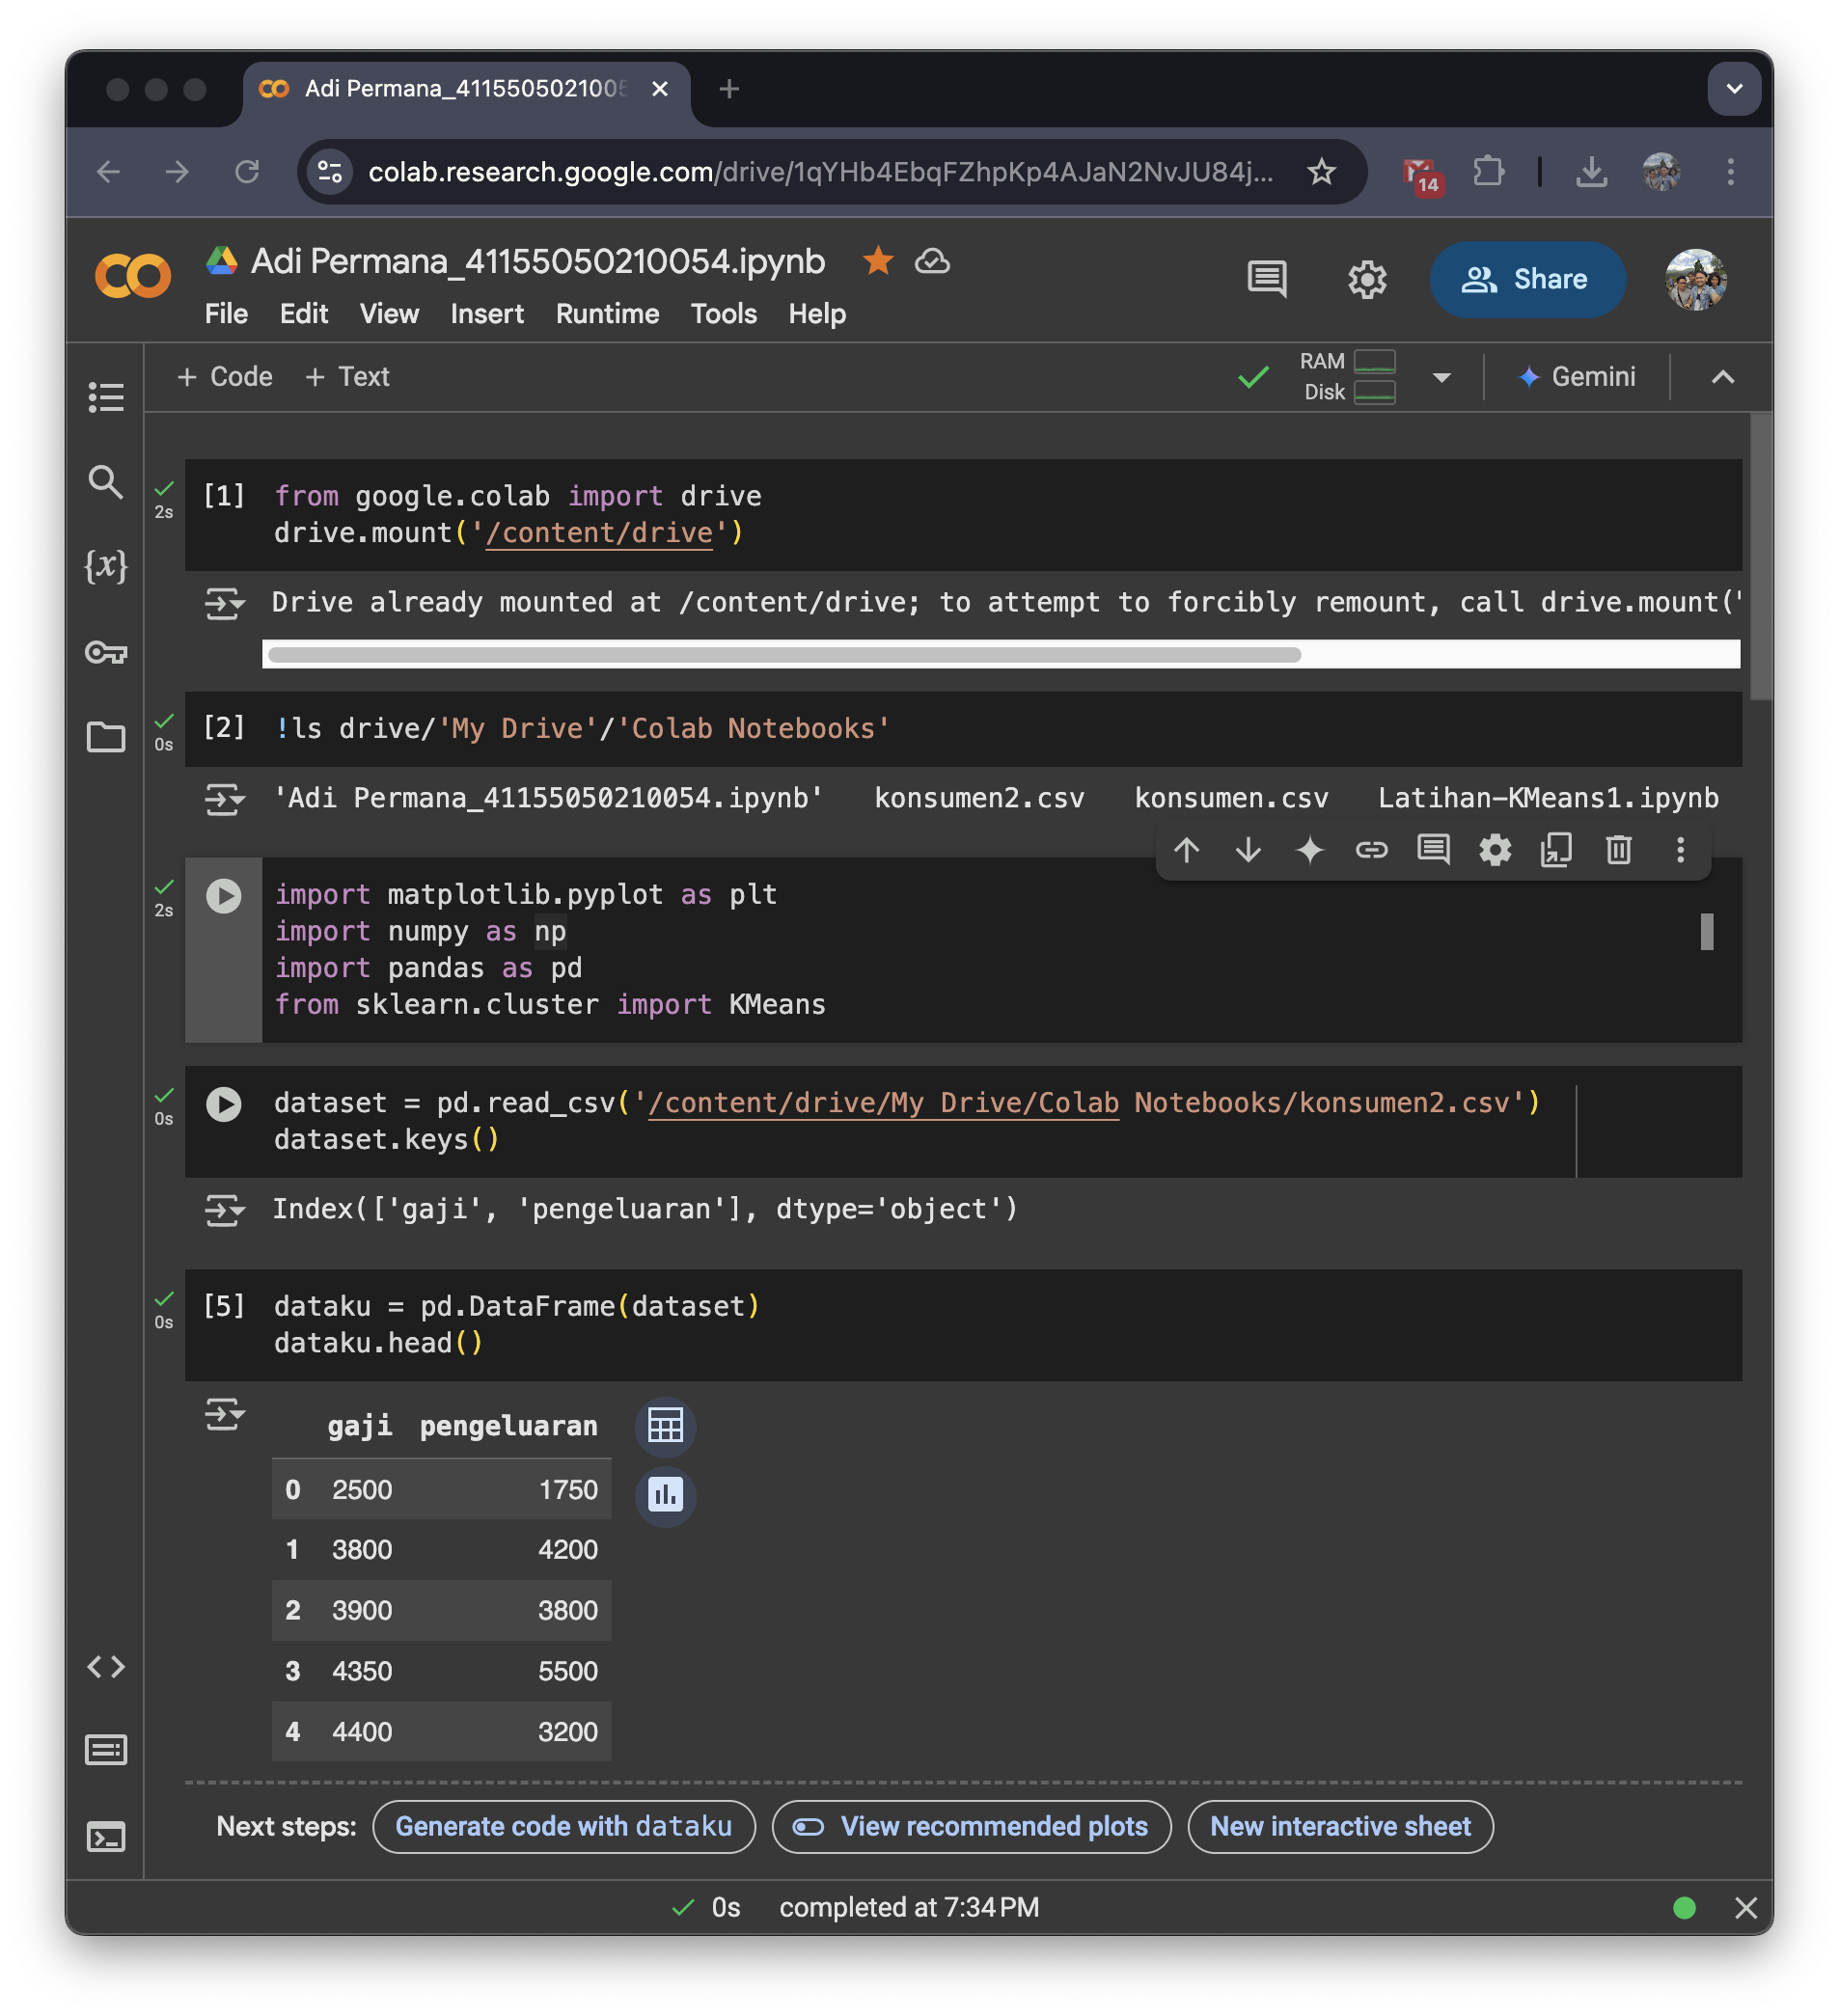 Adi Permana_4115505021005
colab.research.google.com/drive/1qYHb4EbqFZhpKp4AJaN2NvJU84j...
14
Adi Permana_41155050210054.ipynb
File Edit View Insert Runtime Tools Help
Share
+ Code + Text
RAM
Disk
Gemini
{x}
2s
[1] from google.colab import drive
drive.mount('/content/drive')
Drive already mounted at /content/drive; to attempt to forcibly remount, call drive.mount("
0s
[2] !ls drive/'My Drive'/'Colab Notebooks'
'Adi Permana_41155050210054.ipynb' konsumen2.csv konsumen.csv Latihan-KMeans1.ipynb
2s
import matplotlib.pyplot as plt
import numpy as np
import pandas as pd
from sklearn.cluster import KMeans
0s
dataset = pd.read_csv('/content/drive/My Drive/Colab Notebooks/konsumen2.csv')
dataset.keys()
Index(['gaji', 'pengeluaran'], dtype='object')
0s
[5] dataku = pd.DataFrame(dataset)
dataku.head()
gaji pengeluaran
0 2500 1750
1 3800 4200
2 3900 3800
3 4350 5500
4 4400 3200
Next steps: Generate code with dataku View recommended plots New interactive sheet
0s completed at 7:34 PM